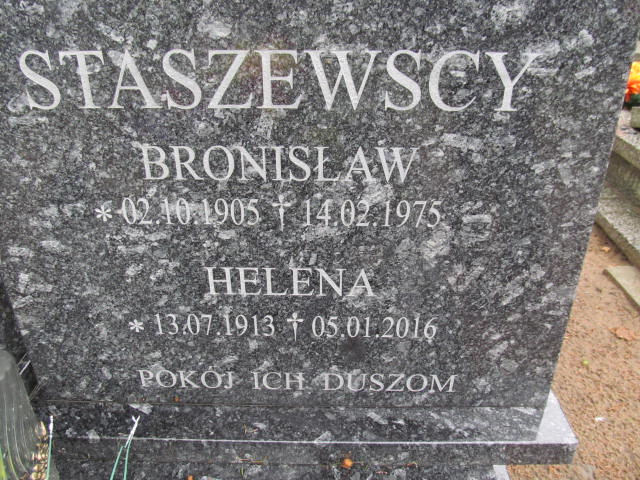 STASZEWSCY
BRONISŁAW
* 02.10.1905 † 14.02.1975
HELENA
* 13.07.1913 † 05.01.2016
POKÓJ ICH DUSZOM